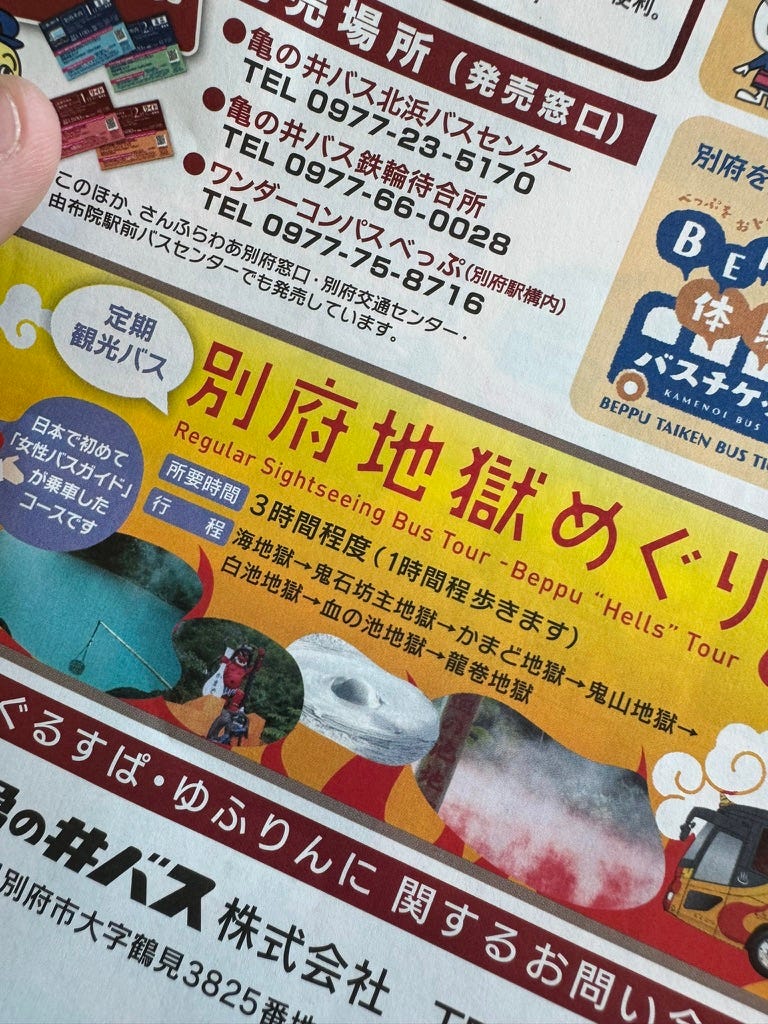 便利。
売場所(発売窓口)
●亀の井バス北浜バスセンター
TEL 0977-23-5170
●亀の井バス鉄輪待合所
TEL 0977-66-0028
●ワンダーコンパスべっぷ(別府駅構内)
TEL 0977-75-8716
このほか、さんふらわあ別府窓口・別府交通センター・
由布院駅前バスセンターでも発売しています。
別府を
べっぷを
BE
体
バスチケッ
KAMENOI BUS
BEPPU TAIKEN BUS TI
定期
観光バス
別府地獄めぐり
Regular Sightseeing Bus Tour -Beppu "Hells" Tour
日本で初めて
「女性バスガイド」
が乗車した
コースです
所要時間 3時間程度(1時間程歩きます)
行程 海地獄→鬼石坊主地獄→かまど地獄→鬼山地獄→
白池地獄→血の池地獄→龍巻地獄
ぐるすぱ・ゆふりんに関するお問い合
の井バス株式会社
別府市大字鶴見3825番地